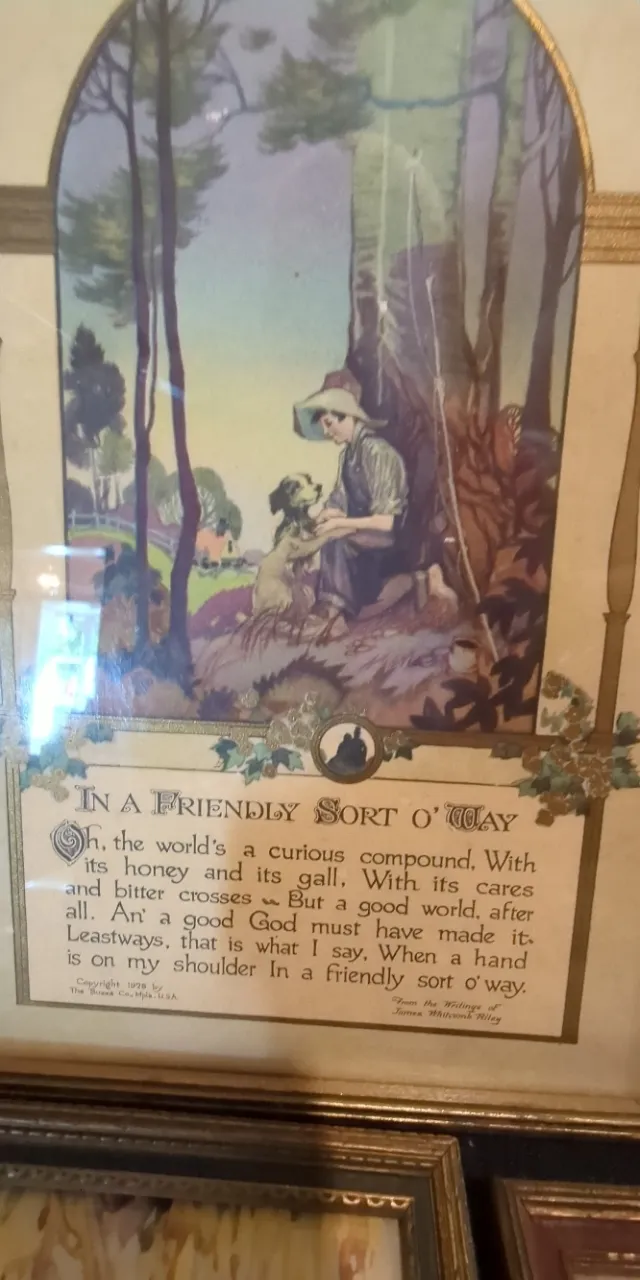 IN A FRIENDLY SORT O' WAY
Oh, the world's a curious compound, With
its honey and its gall, With its cares
and bitter crosses ~ But a good world, after
all. An' a good God must have made it-
Leastways, that is what I say, When a hand
is on my shoulder In a friendly sort o' way.
Copyright 1928 by
The Buzza Co., Mpls. U.S.A.
From the Writings of
James Whitcomb Riley